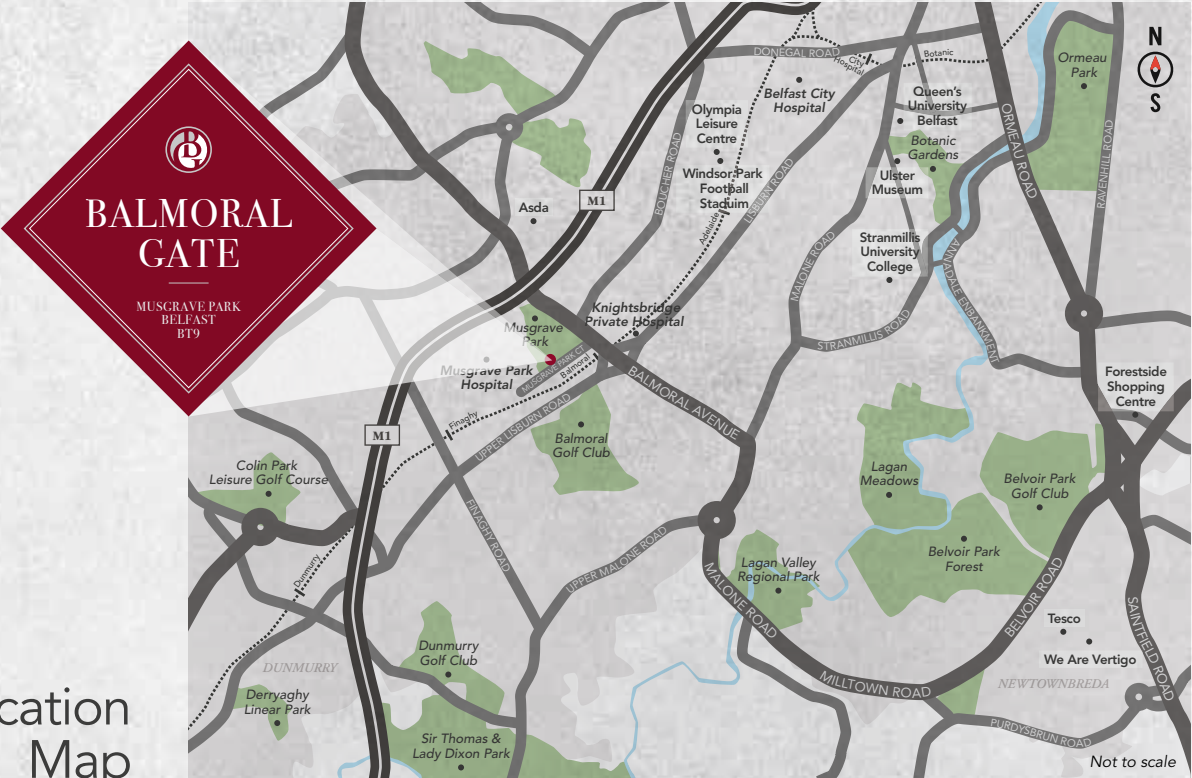 BALMORAL
GATE
MUSGRAVE PARK
BELFAST
BT9
cation
Map
N
S
DONEGAL ROAD
City
Hospital
Botanic
Ormeau
Park
Belfast City
Hospital
Queen's
University
Belfast
Olympia
Leisure
Centre
Botanic
Gardens
Windsor Park
Football
Staduim
Ulster
Museum
ORMEAU ROAD
RAVENHILL ROAD
BOUCHER ROAD
LISBURN ROAD
Adelaide
M1
Asda
Stranmillis
University
College
MALONE ROAD
ANNADALE ENBANKMENT
STRANMILLIS ROAD
Knightsbridge
Private Hospital
Musgrave
Park
Musgrave Park
Hospital
MUSGRAVE PARK CT
Balmoral
BALMORAL AVENUE
Forestside
Shopping
Centre
M1
Finaghy
UPPER LISBURN ROAD
Balmoral
Golf Club
Colin Park
Leisure Golf Course
Lagan
Meadows
Belvoir Park
Golf Club
FINAGHY ROAD
UPPER MALONE ROAD
Belvoir Park
Forest
Dunmurry
Lagan Valley
Regional Park
MALONE ROAD
BELVOIR ROAD
SAINTFIELD ROAD
Tesco
We Are Vertigo
Dunmurry
Golf Club
DUNMURRY
MILLTOWN ROAD
NEWTOWNBREDA
Derryaghy
Linear Park
PURDYSBRUN ROAD
Sir Thomas &
Lady Dixon Park
Not to scale